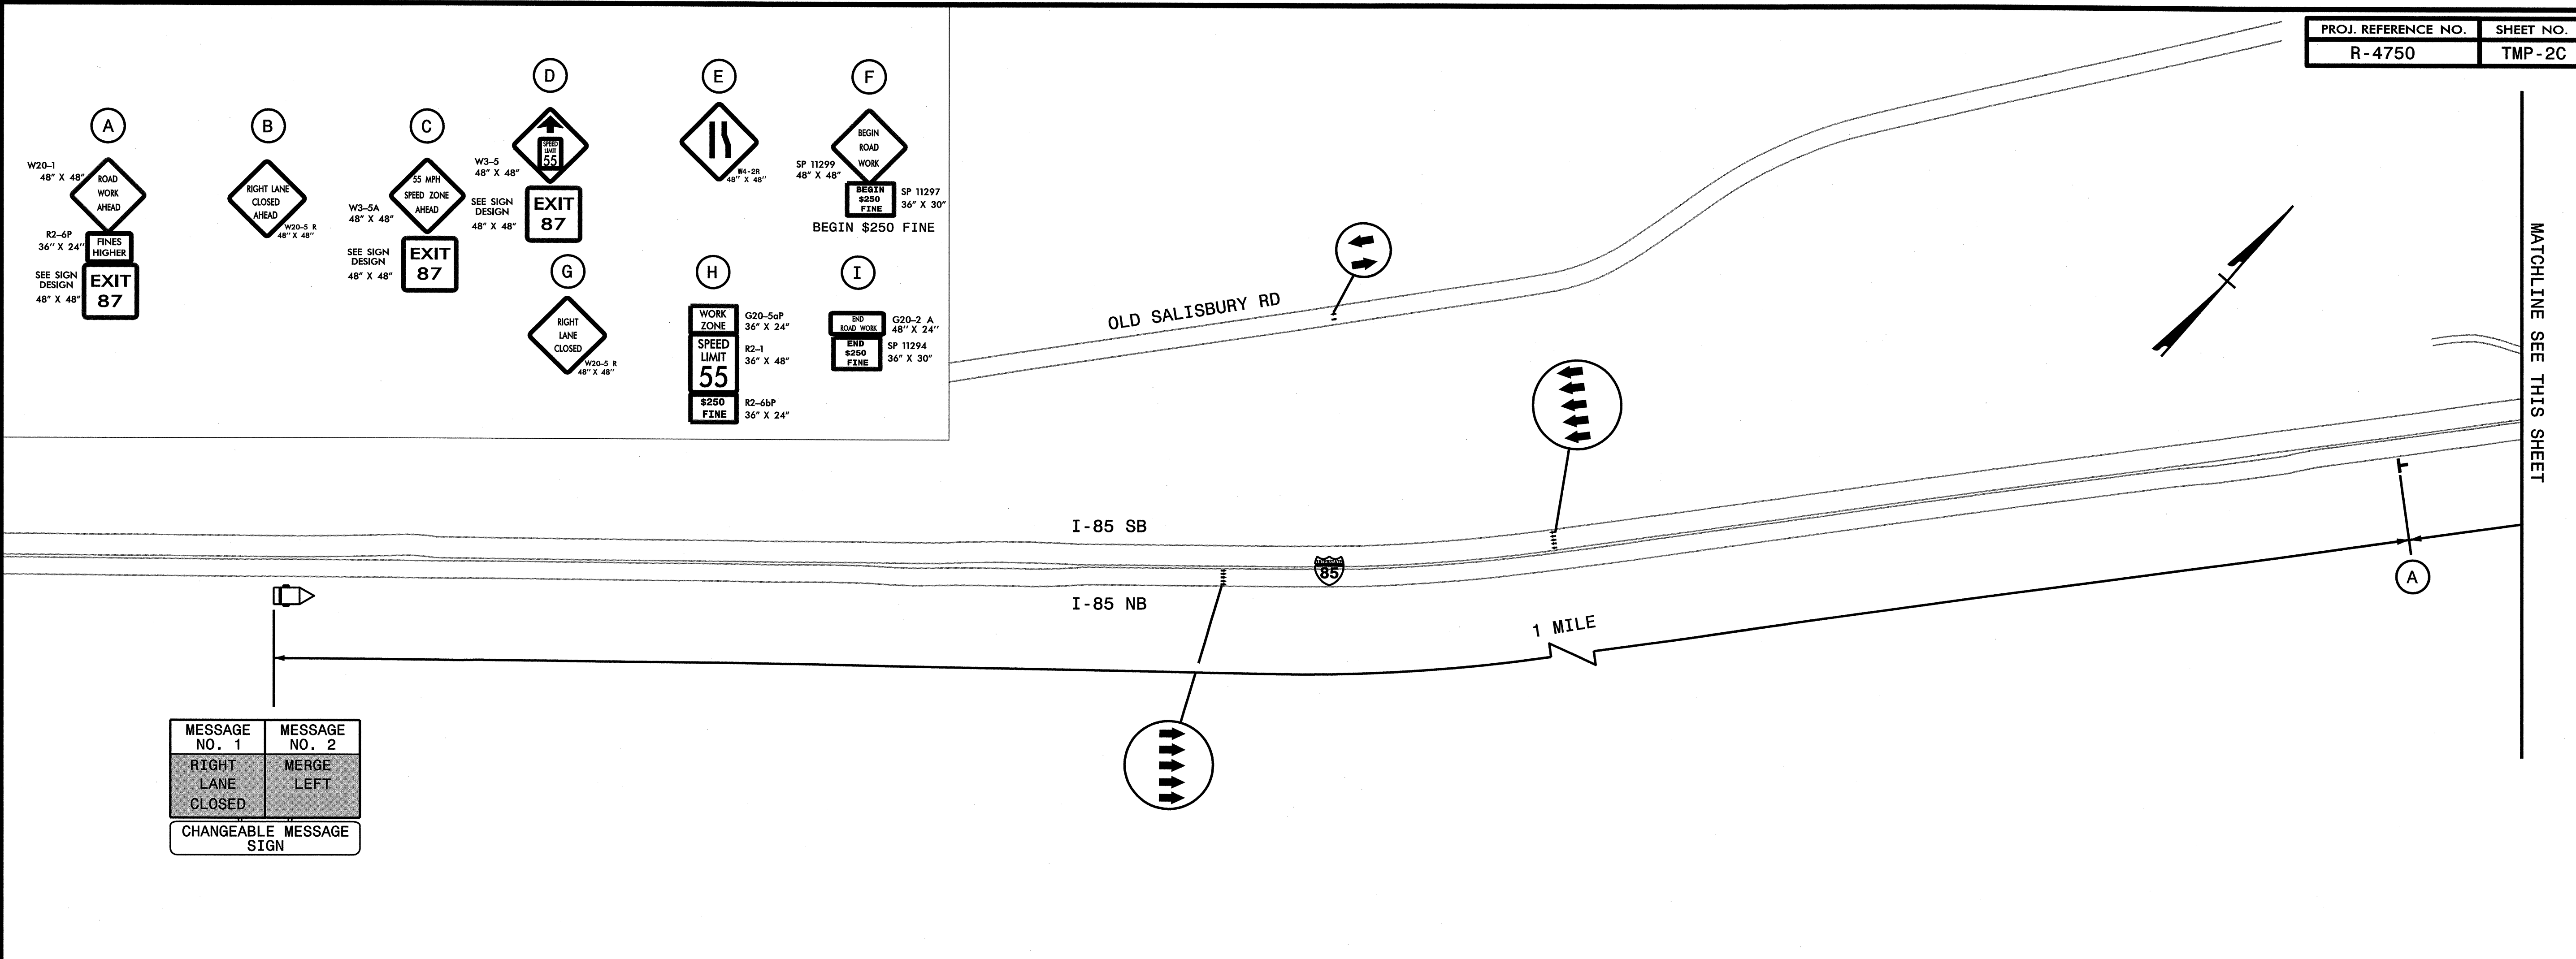 PROJ. REFERENCE NO.
SHEET NO.
R-4750
TMP-2C
A
W20-1
48" X 48"
ROAD
WORK
AHEAD
R2-6P
36" X 24"
FINES
HIGHER
SEE SIGN
DESIGN
48" X 48"
EXIT
87
B
RIGHT LANE
CLOSED
AHEAD
W20-5 R
48" X 48"
C
55 MPH
SPEED ZONE
AHEAD
W3-5A
48" X 48"
SEE SIGN
DESIGN
48" X 48"
EXIT
87
D
W3-5
48" X 48"
SPEED
LIMIT
55
SEE SIGN
DESIGN
48" X 48"
EXIT
87
E
W4-2R
48" X 48"
F
BEGIN
ROAD
WORK
SP 11299
48" X 48"
BEGIN
$250
FINE
SP 11297
36" X 30"
BEGIN $250 FINE
G
RIGHT
LANE
CLOSED
W20-5 R
48" X 48"
H
WORK
ZONE
G20-5aP
36" X 24"
SPEED
LIMIT
55
R2-1
36" X 48"
$250
FINE
R2-6bP
36" X 24"
I
END
ROAD WORK
G20-2 A
48" X 24"
END
$250
FINE
SP 11294
36" X 30"
OLD SALISBURY RD
MATCHLINE SEE THIS SHEET
I-85 SB
85
I-85 NB
A
1 MILE
MESSAGE
NO. 1
MESSAGE
NO. 2
RIGHT
LANE
CLOSED
MERGE
LEFT
CHANGEABLE MESSAGE
SIGN